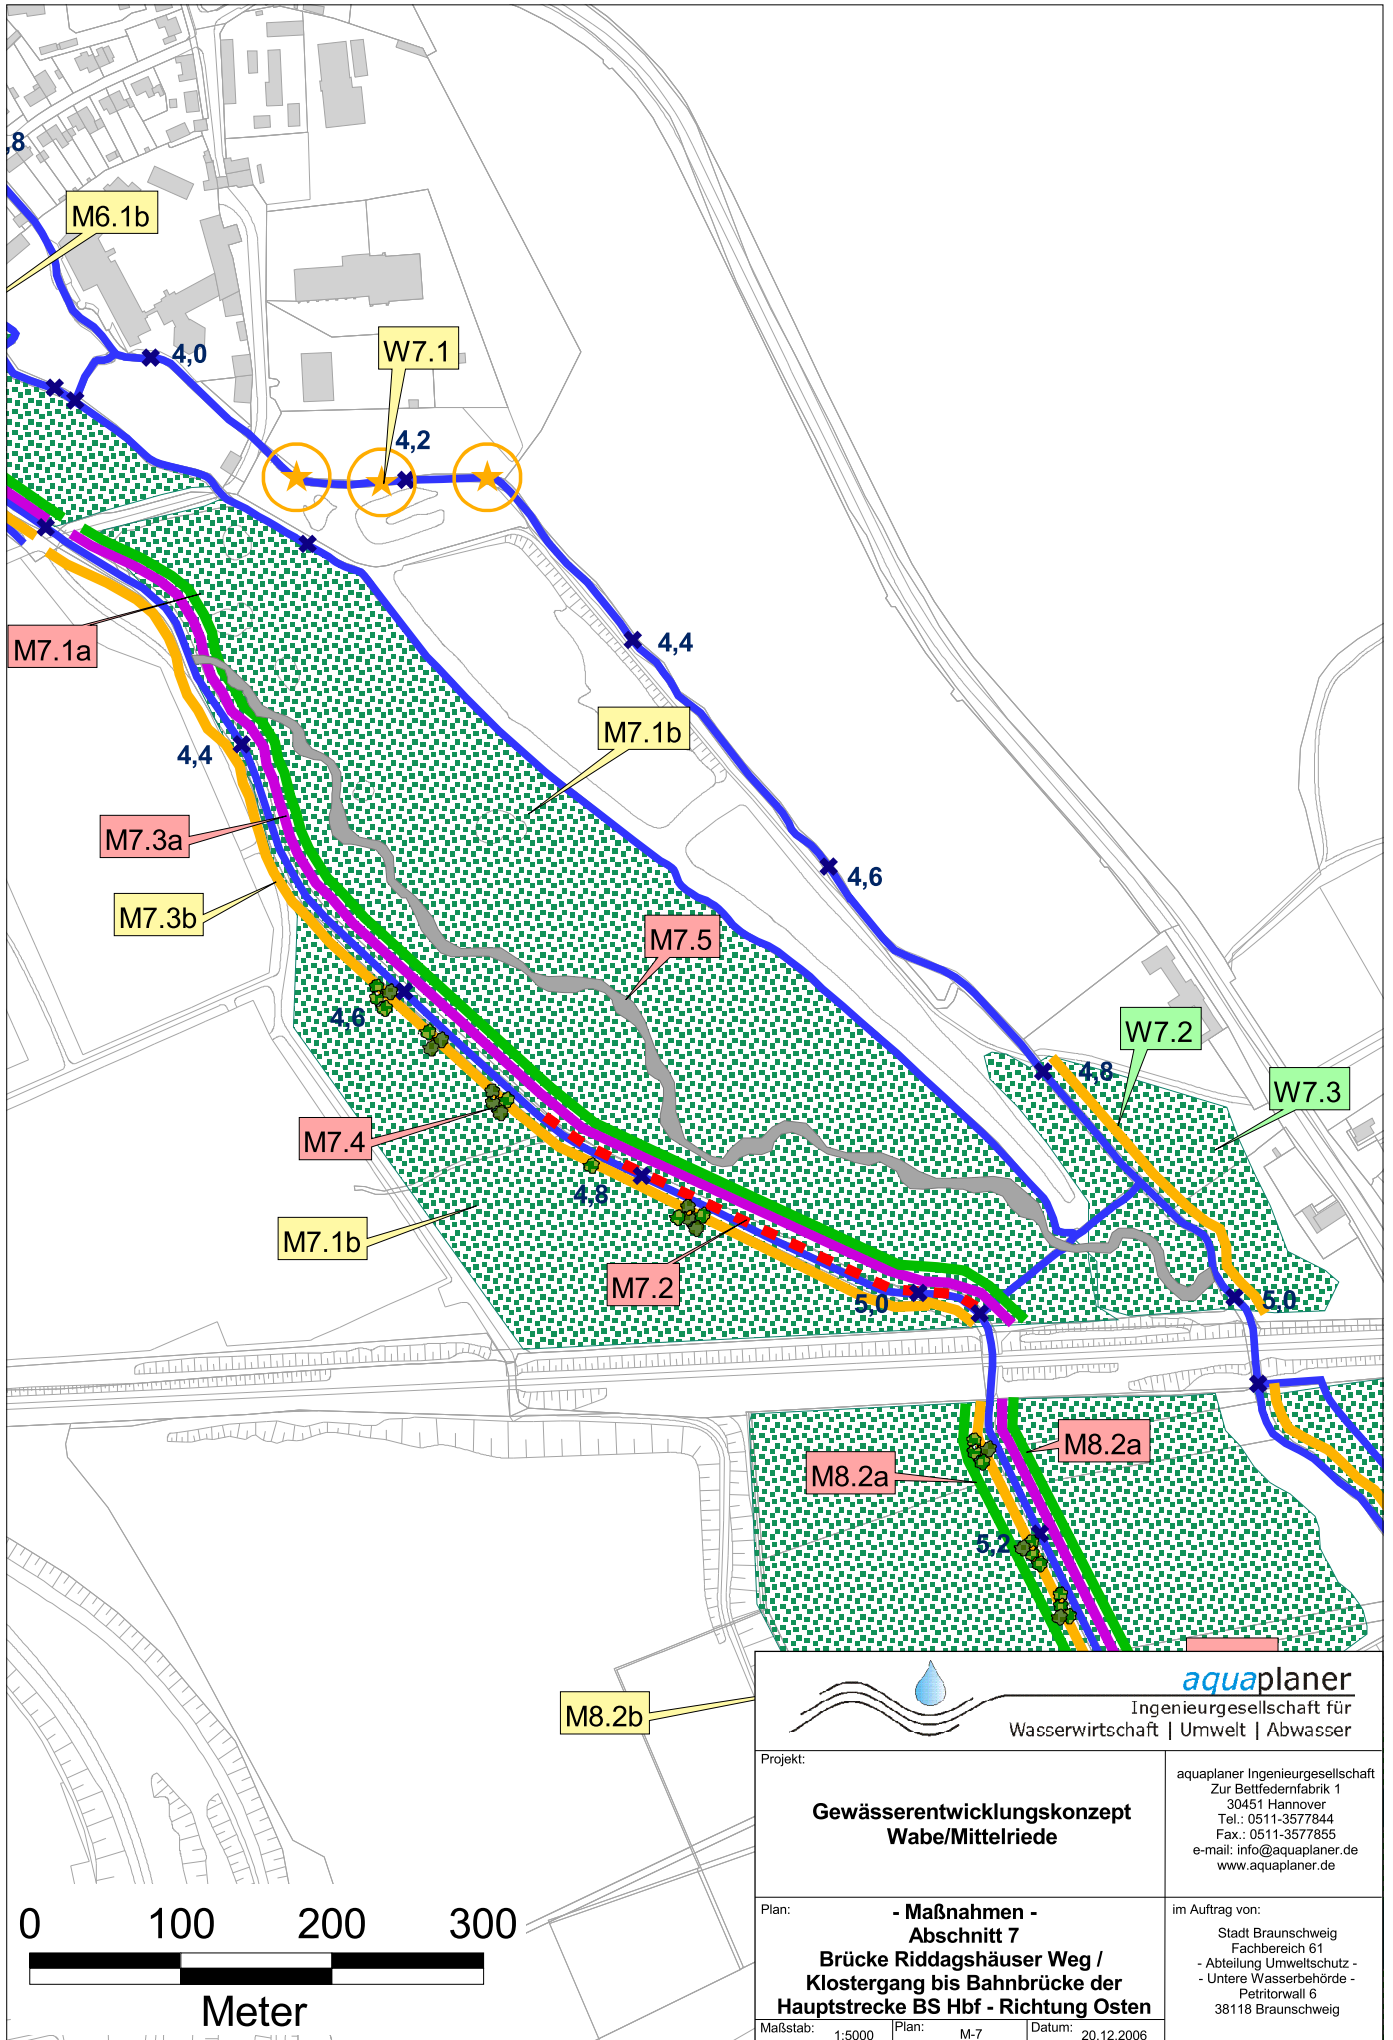 ,8
M6.1b
4,0
W7.1
4,2
M7.1a
4,4
M7.1b
4,4
M7.3a
4,6
M7.3b
M7.5
4,6
W7.2
4,8
W7.3
M7.4
4,8
M7.1b
M7.2
5,0
5,0
M8.2a
M8.2a
5,2
M8.2b
aquaplaner
Ingenieurgesellschaft für
Wasserwirtschaft | Umwelt | Abwasser
Projekt:
Gewässerentwicklungskonzept
Wabe/Mittelriede
aquaplaner Ingenieurgesellschaft
Zur Bettfedernfabrik 1
30451 Hannover
Tel.: 0511-3577844
Fax.: 0511-3577855
e-mail: info@aquaplaner.de
www.aquaplaner.de
Plan:
- Maßnahmen -
Abschnitt 7
Brücke Riddagshäuser Weg /
Klostergang bis Bahnbrücke der
Hauptstrecke BS Hbf - Richtung Osten
im Auftrag von:
Stadt Braunschweig
Fachbereich 61
- Abteilung Umweltschutz -
- Untere Wasserbehörde -
Petritorwall 6
38118 Braunschweig
Maßstab: 1:5000 Plan: M-7 Datum: 20.12.2006
0 100 200 300
Meter